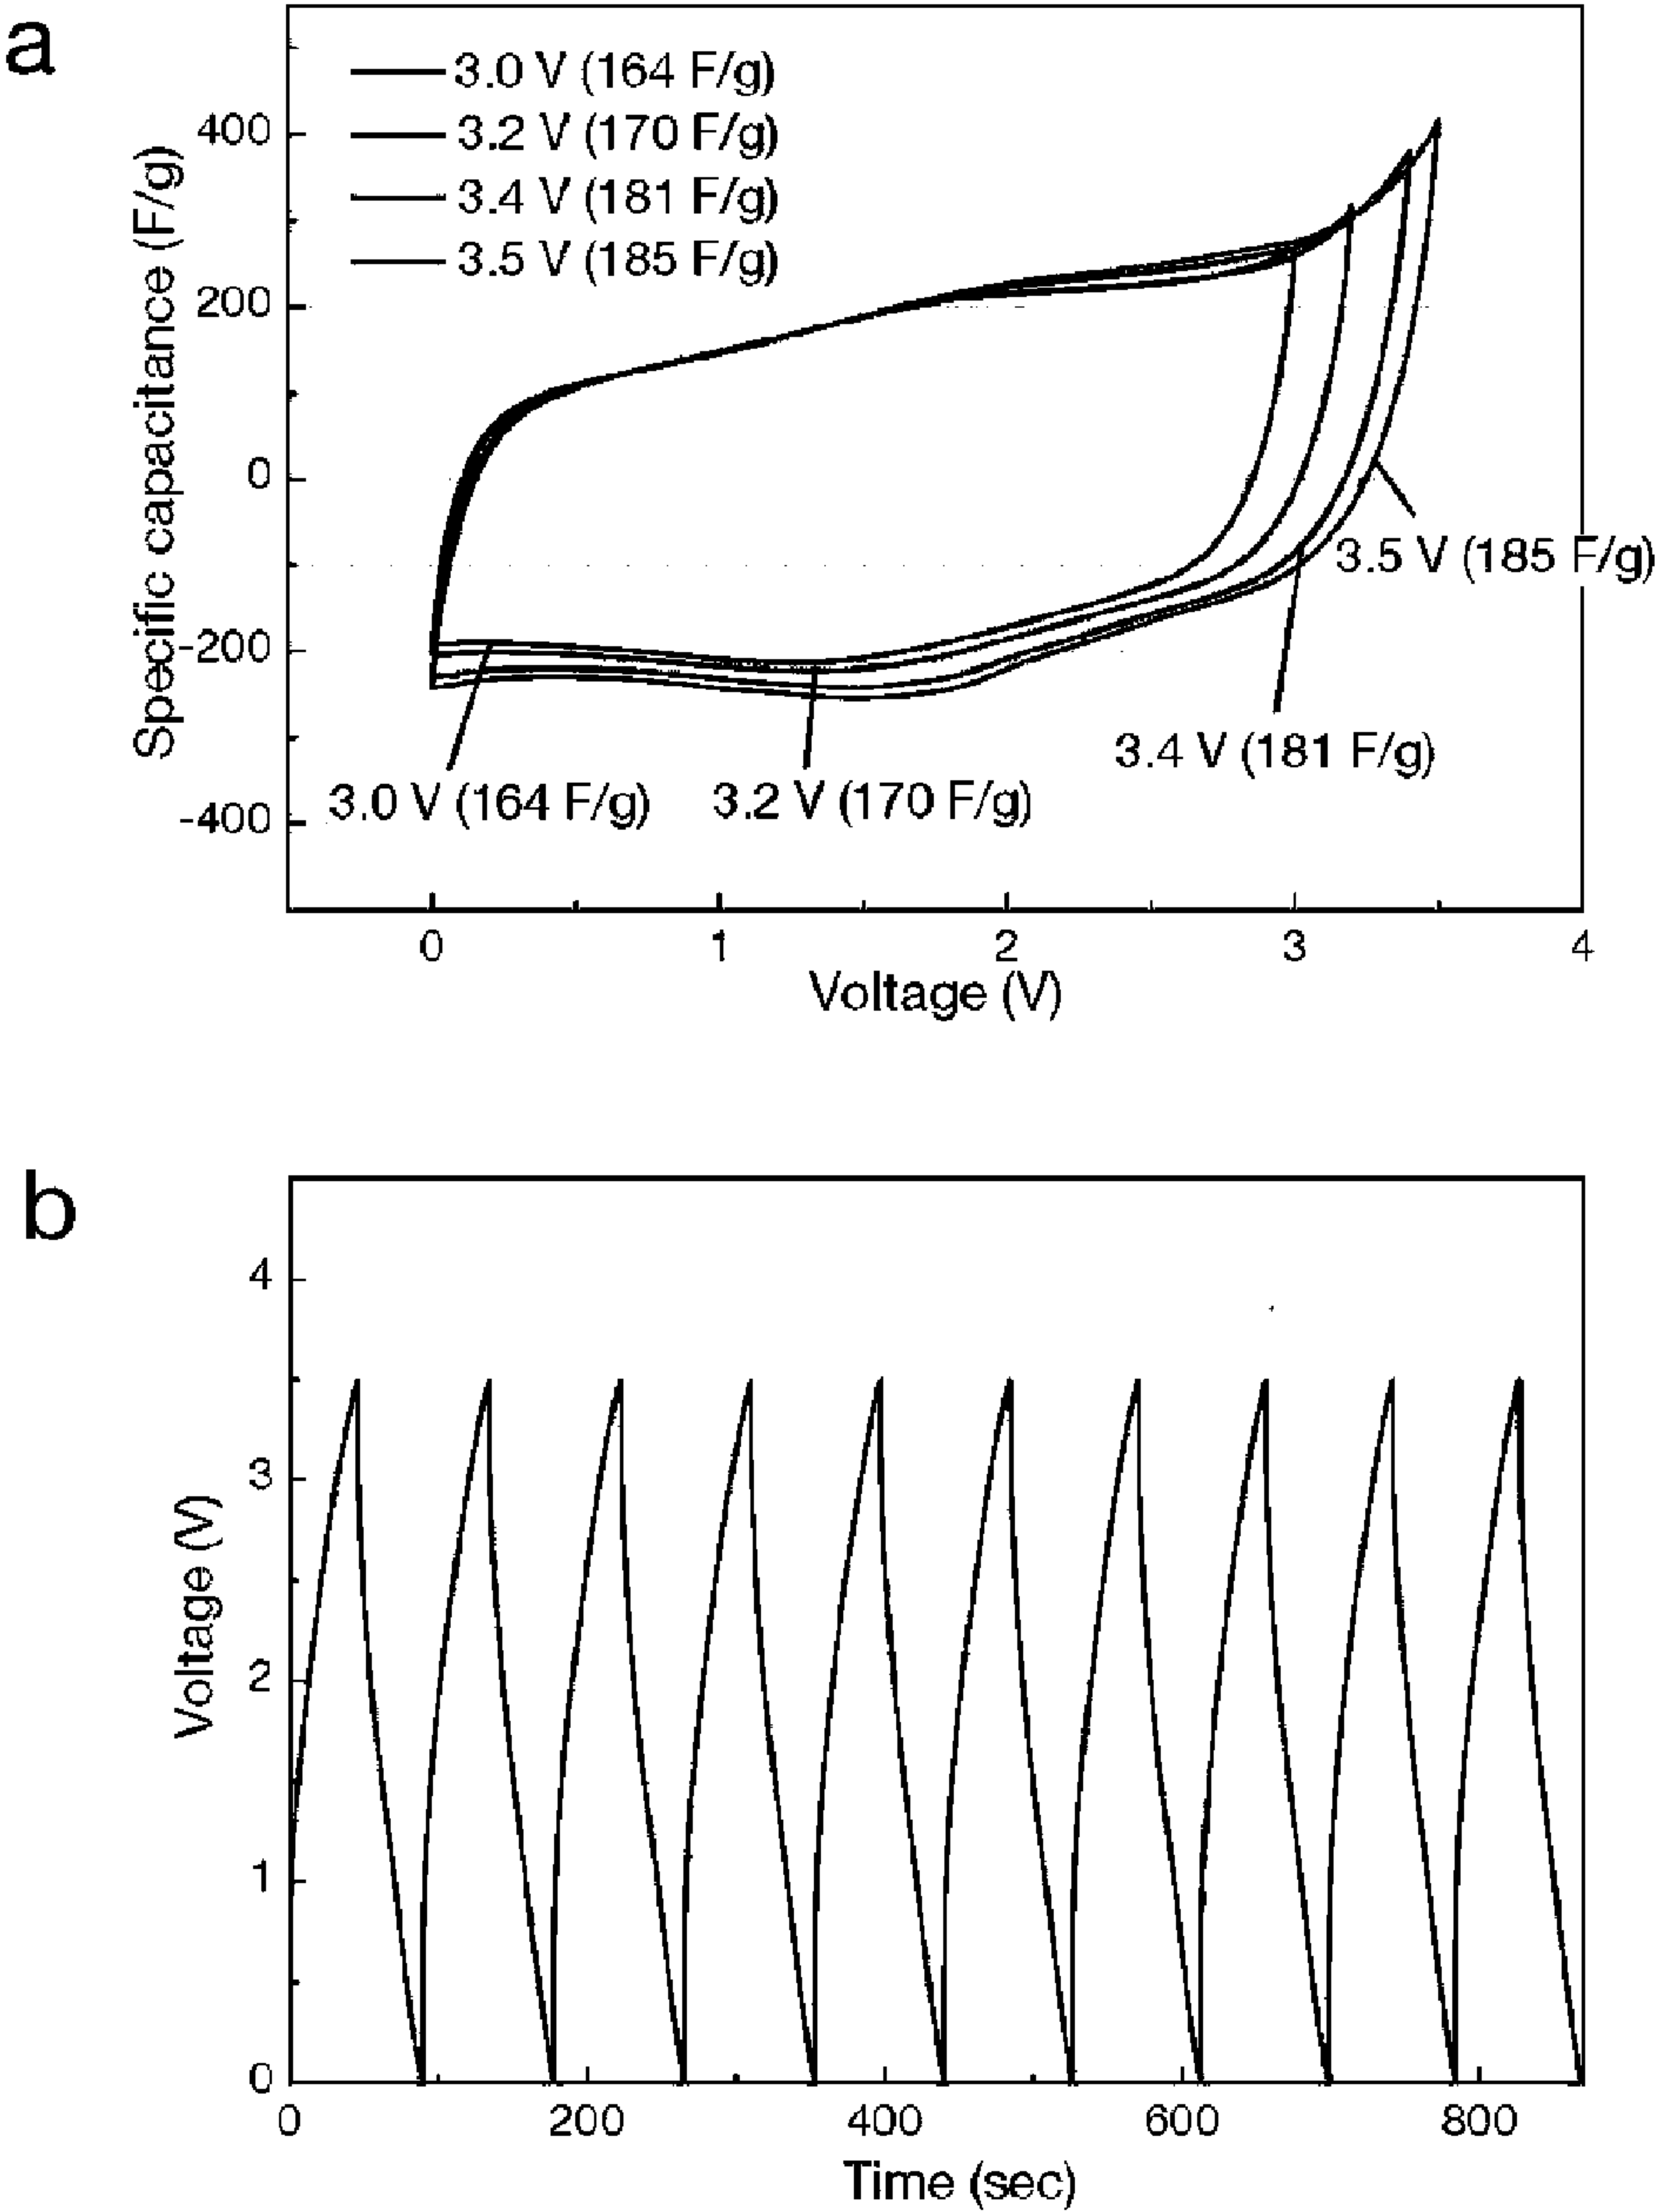 a
3.0 V (164 F/g)
3.2 V (170 F/g)
3.4 V (181 F/g)
3.5 V (185 F/g)
400
200
0
-200
-400
Specific capacitance (F/g)
3.5 V (185 F/g)
3.4 V (181 F/g)
3.0 V (164 F/g) 3.2 V (170 F/g)
0 1 2 3 4
Voltage (V)
b
4
3
2
1
0
Voltage (V)
0 200 400 600 800
Time (sec)